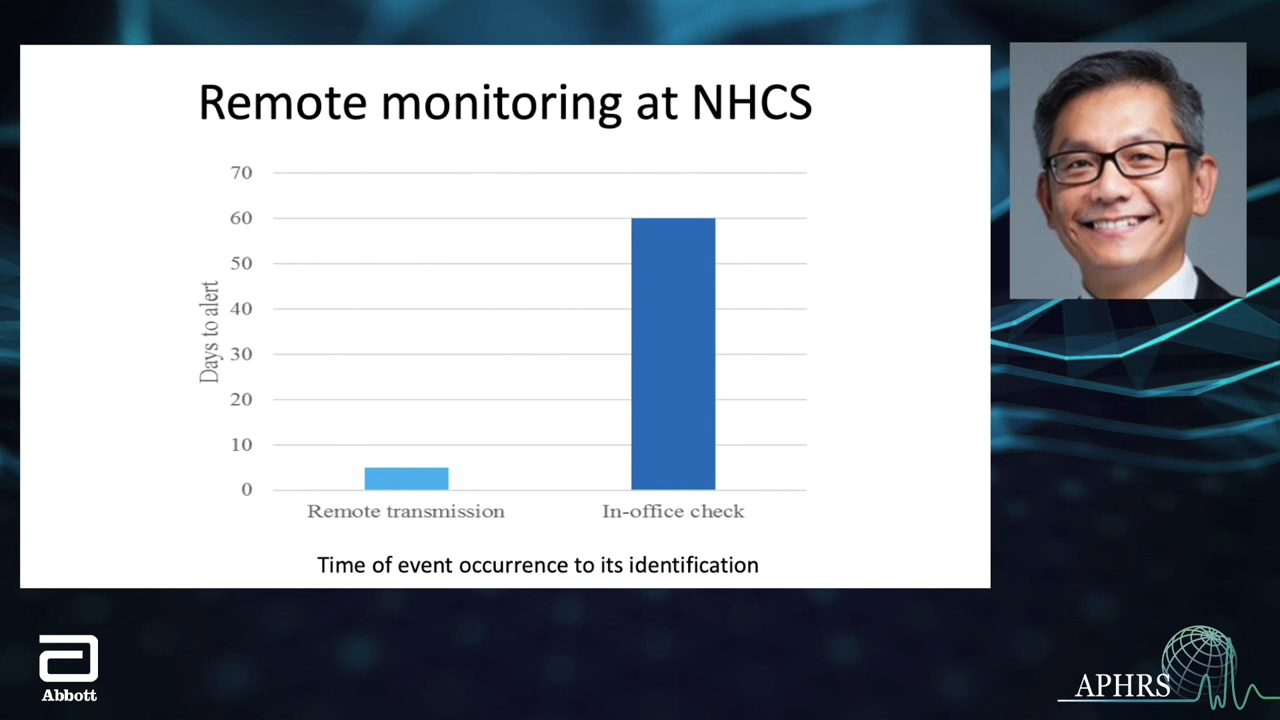 Remote monitoring at NHCS
70
60
50
40
30
20
10
0
Days to alert
Remote transmission
In-office check
Time of event occurrence to its identification
Abbott
APHRS